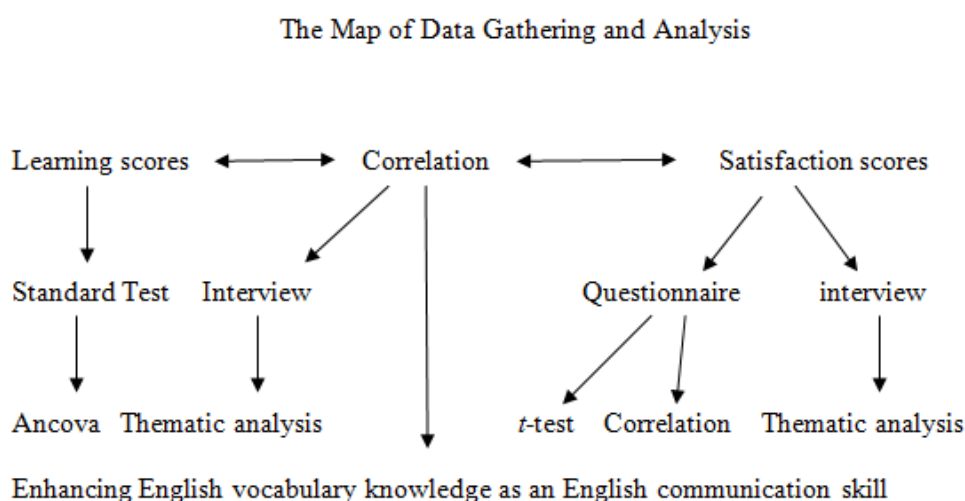 The Map of Data Gathering and Analysis
Learning scores Correlation Satisfaction scores
Standard Test Interview Questionnaire interview
Ancova Thematic analysis t-test Correlation Thematic analysis
Enhancing English vocabulary knowledge as an English communication skill